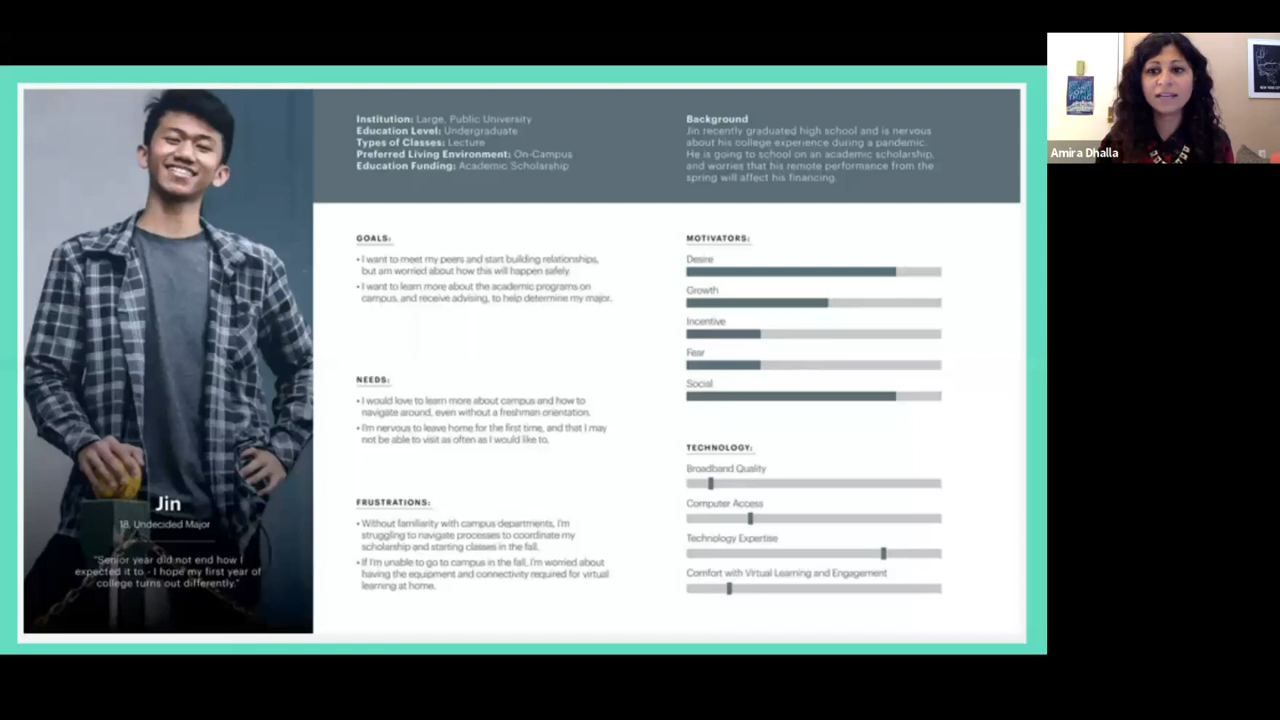 Institution: Large, Public University
Education Level: Undergraduate
Types of Classes: Lecture
Preferred Living Environment: On-Campus
Education Funding: Academic Scholarship
Background
Jin recently graduated high school and is nervous
about his college experience during a pandemic.
He is going to school on an academic scholarship,
and worries that his remote performance from the
spring will affect his financing.
GOALS:
• I want to meet my peers and start building relationships,
but am worried about how this will happen safely.
• I want to learn more about the academic programs on
campus, and receive advising, to help determine my major.
NEEDS:
• I would love to learn more about campus and how to
navigate around, even without a freshman orientation.
• I'm nervous to leave home for the first time, and that I may
not be able to visit as often as I would like to.
FRUSTRATIONS:
• Without familiarity with campus departments, I'm
struggling to navigate processes to coordinate my
scholarship and starting classes in the fall.
• If I'm unable to go to campus in the fall, I'm worried about
having the equipment and connectivity required for virtual
learning at home.
MOTIVATORS:
Desire
Growth
Incentive
Fear
Social
TECHNOLOGY:
Broadband Quality
Computer Access
Technology Expertise
Comfort with Virtual Learning and Engagement
Jin
18, Undecided Major
"Senior year did not end how I
expected it to - I hope my first year of
college turns out differently."
Amira Dhalla